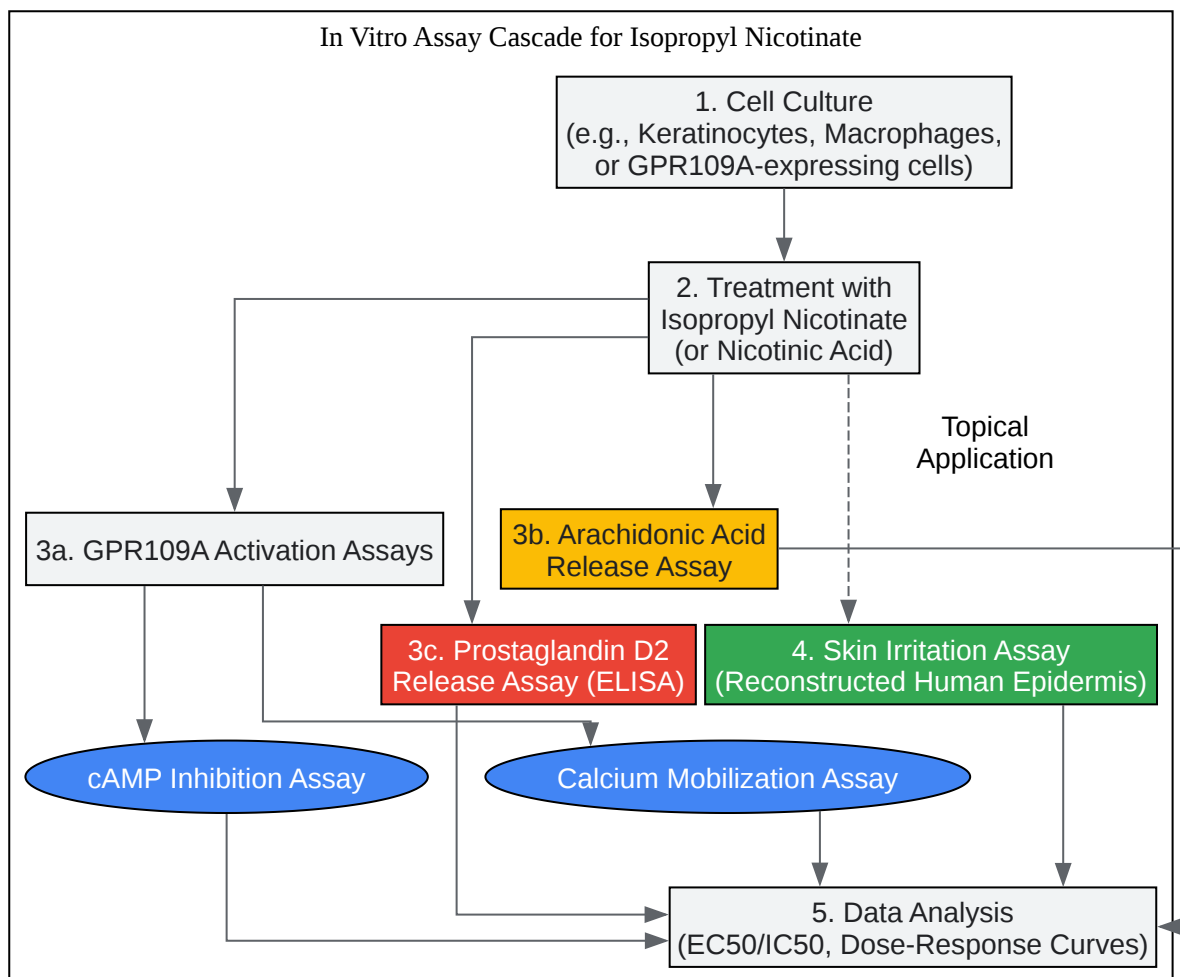 In Vitro Assay Cascade for Isopropyl Nicotinate
1. Cell Culture
(e.g., Keratinocytes, Macrophages,
or GPR109A-expressing cells)
2. Treatment with
Isopropyl Nicotinate
(or Nicotinic Acid)
Topical
Application
3a. GPR109A Activation Assays
3b. Arachidonic Acid
Release Assay
3c. Prostaglandin D2
Release Assay (ELISA)
4. Skin Irritation Assay
(Reconstructed Human Epidermis)
cAMP Inhibition Assay
Calcium Mobilization Assay
5. Data Analysis
(EC50/IC50, Dose-Response Curves)